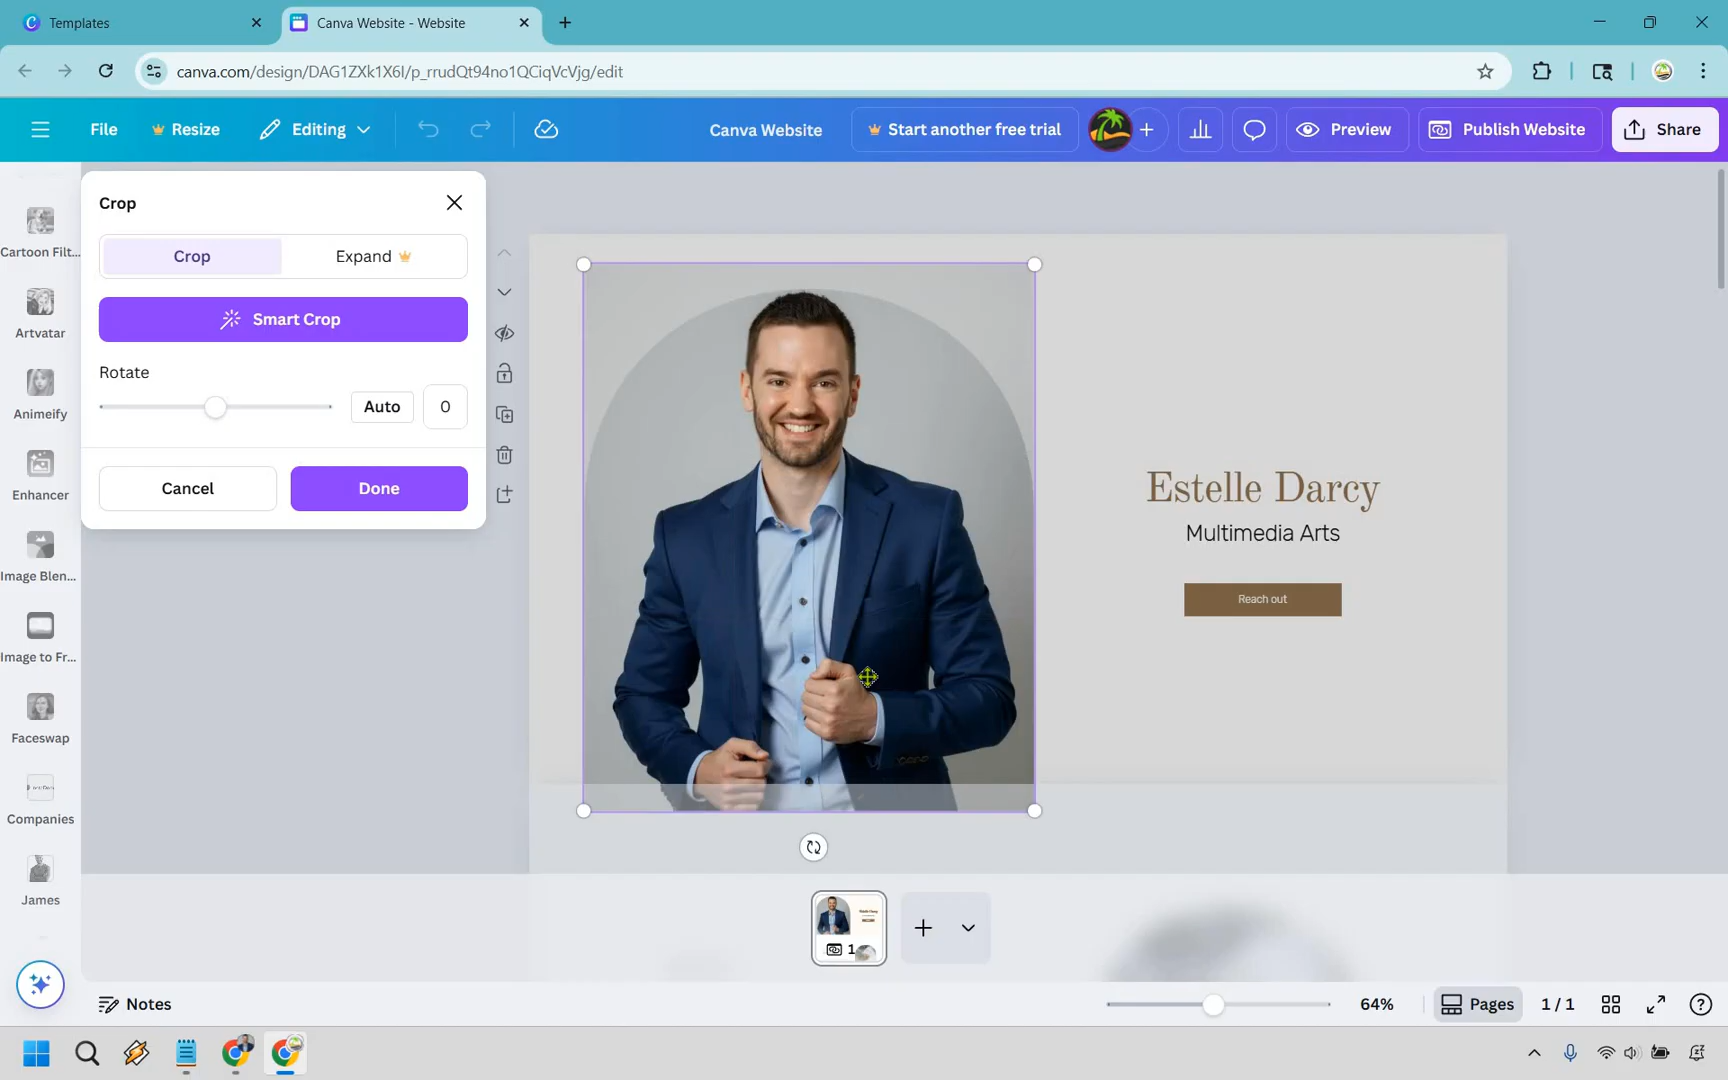 Templates
Canva Website - Website
canva.com/design/DAG1ZXk1X6I/p_rrudQt94no1QCiqVcVjg/edit
File
Resize
Editing
Canva Website
Start another free trial
Preview
Publish Website
Share
Crop
Crop
Expand
Smart Crop
Rotate
Auto
0
Cancel
Done
Cartoon Filt...
Artvatar
Animeify
Enhancer
Image Blen...
Image to Fr...
Faceswap
Companies
James
Estelle Darcy
Multimedia Arts
Reach out
1
Notes
64%
Pages
1 / 1